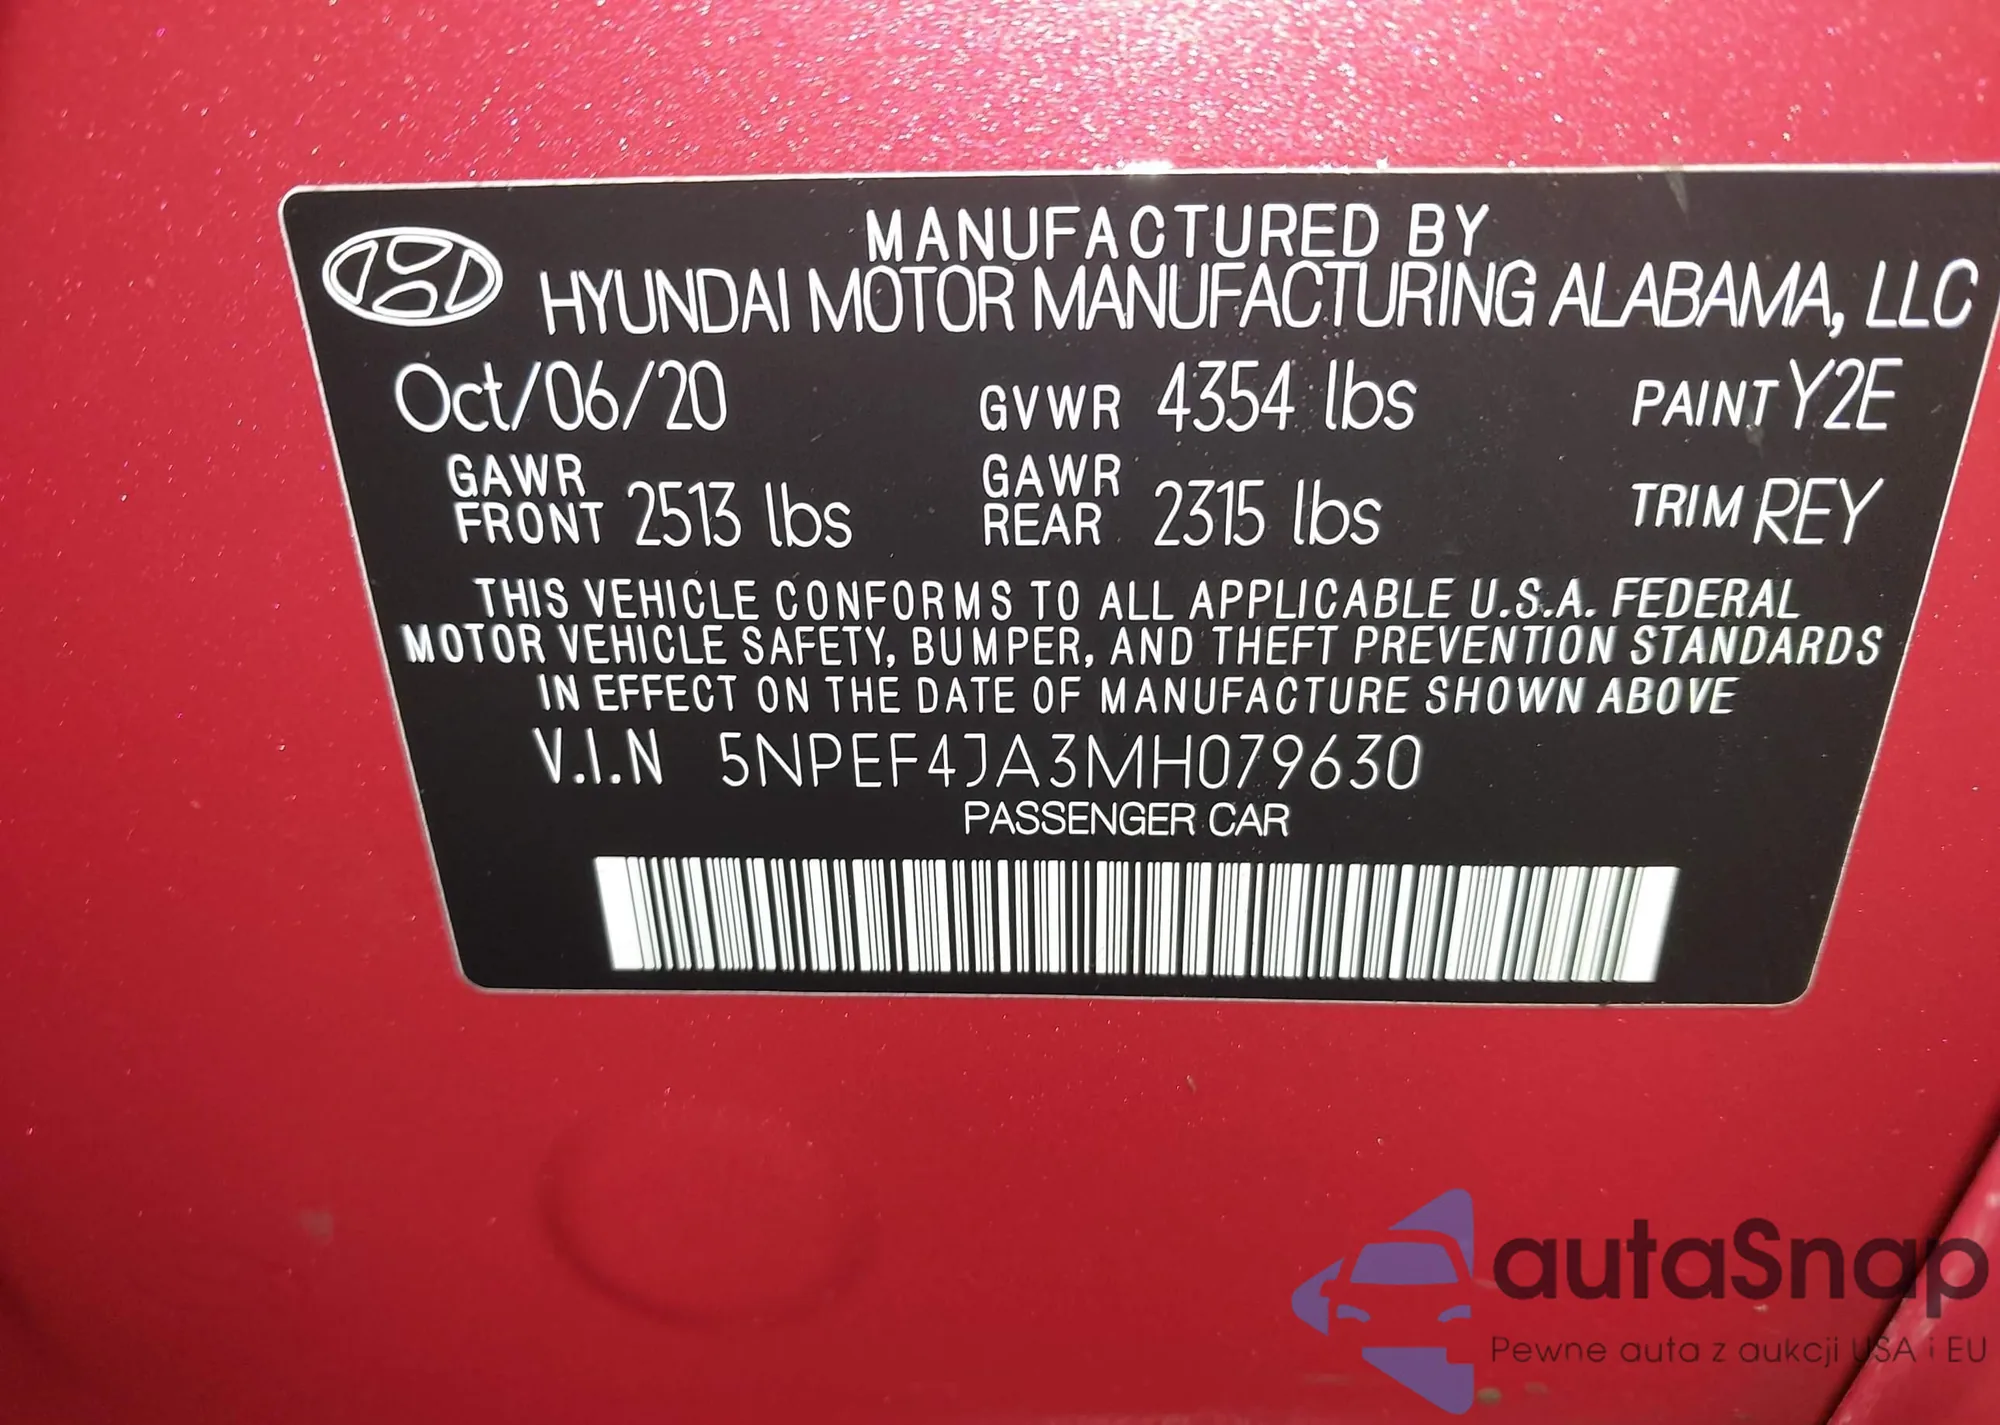 MANUFACTURED BY
HYUNDAI MOTOR MANUFACTURING ALABAMA, LLC
Oct/06/20 GVWR 4354 lbs PAINT Y2E
GAWR FRONT 2513 lbs GAWR REAR 2315 lbs TRIM REY
THIS VEHICLE CONFORMS TO ALL APPLICABLE U.S.A. FEDERAL
MOTOR VEHICLE SAFETY, BUMPER, AND THEFT PREVENTION STANDARDS
IN EFFECT ON THE DATE OF MANUFACTURE SHOWN ABOVE
V.I.N 5NPEF4JA3MH079630
PASSENGER CAR
autaSnap
Pewne auta z aukcji USA i EU